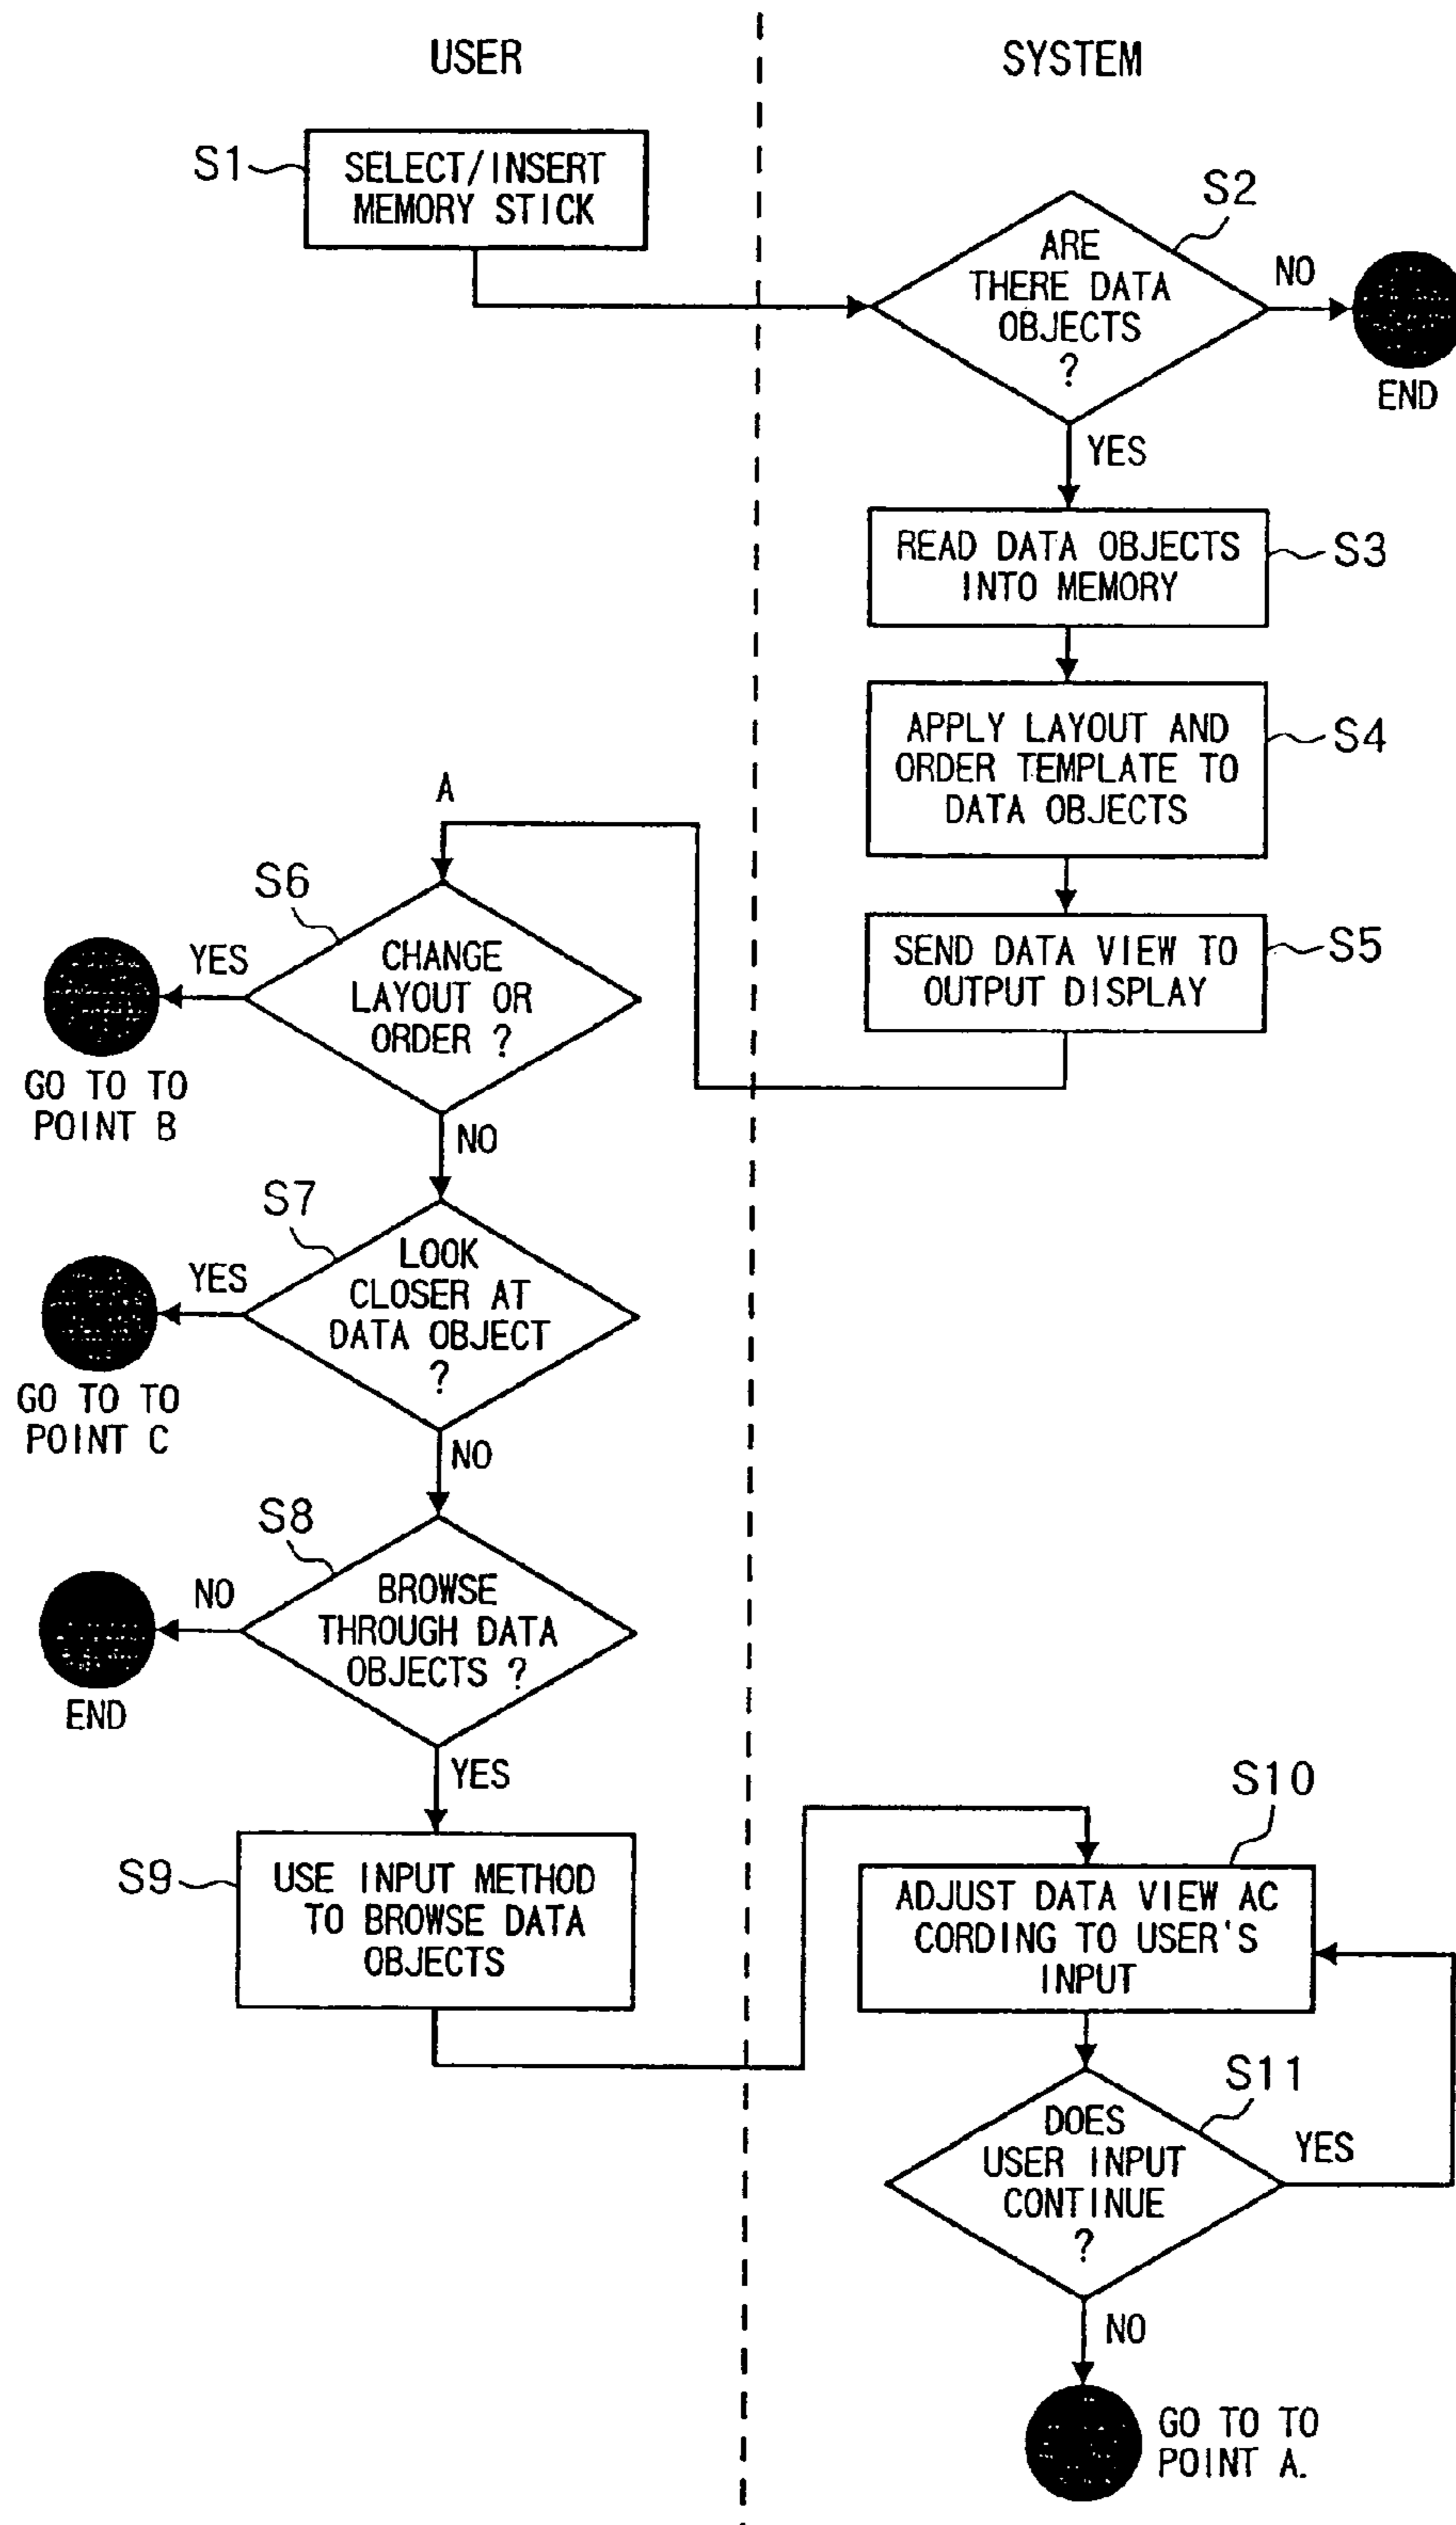 USER
SYSTEM
S1
SELECT/INSERT
MEMORY STICK
S2
ARE
THERE DATA
OBJECTS
?
NO
END
YES
READ DATA OBJECTS
INTO MEMORY
S3
APPLY LAYOUT AND
ORDER TEMPLATE TO
DATA OBJECTS
S4
SEND DATA VIEW TO
OUTPUT DISPLAY
S5
A
S6
CHANGE
LAYOUT OR
ORDER ?
YES
GO TO TO
POINT B
NO
S7
LOOK
CLOSER AT
DATA OBJECT
?
YES
GO TO TO
POINT C
NO
S8
BROWSE
THROUGH DATA
OBJECTS ?
NO
END
YES
S9
USE INPUT METHOD
TO BROWSE DATA
OBJECTS
S10
ADJUST DATA VIEW AC
CORDING TO USER'S
INPUT
S11
DOES
USER INPUT
CONTINUE
?
YES
NO
GO TO TO
POINT A.